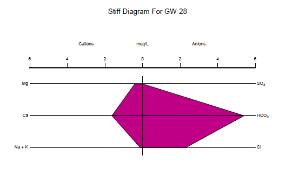 Stiff Diagram For GW-28
Cations meq/L Anions
6 4 2 0 2 4 6
Mg SO4
Ca HCO3
Na + K Cl